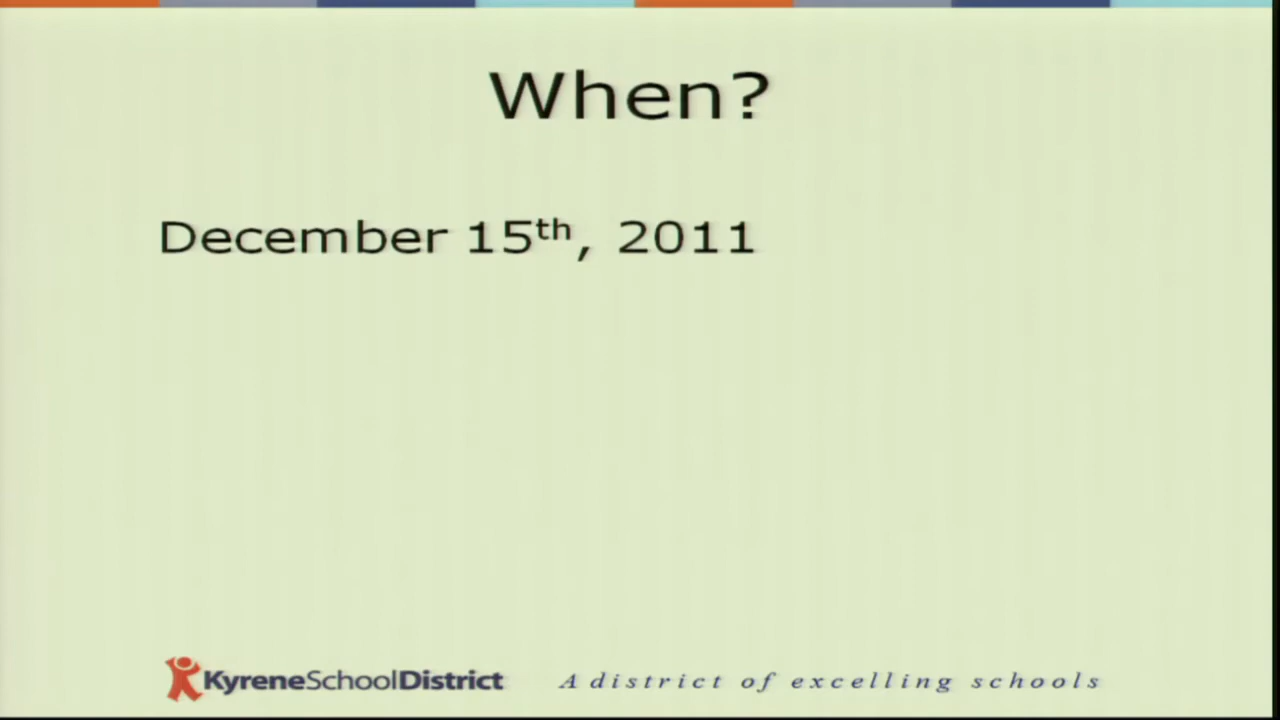 When?
December 15th, 2011
KyreneSchoolDistrict A district of excelling schools